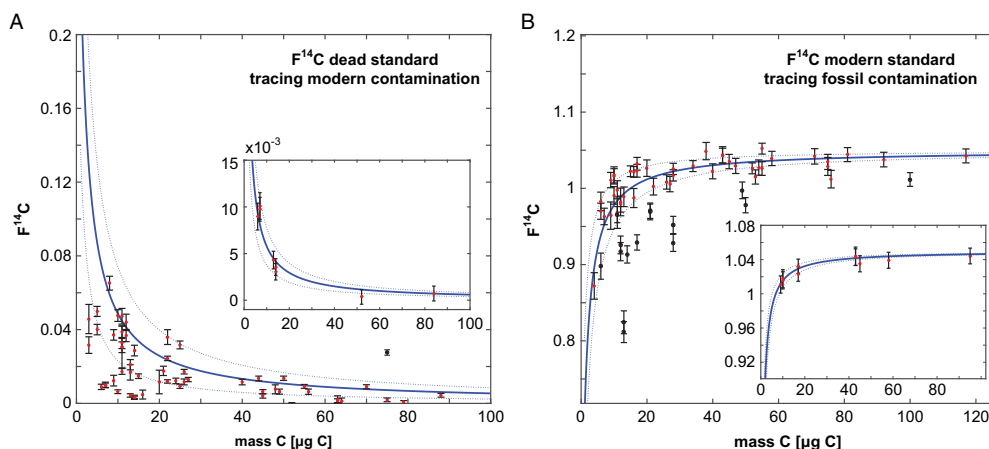 A
F¹⁴C dead standard
tracing modern contamination
F¹⁴C
0.2
0.16
0.12
0.08
0.04
0
0 20 40 60 80 100
mass C [µg C]
×10⁻³
15
10
5
0
0 20 40 60 80 100
B
F¹⁴C modern standard
tracing fossil contamination
F¹⁴C
1.2
1.1
1.0
0.9
0.8
0 20 40 60 80 100 120
mass C [µg C]
1.08
1.04
1
0.96
0.92
0 20 40 60 80